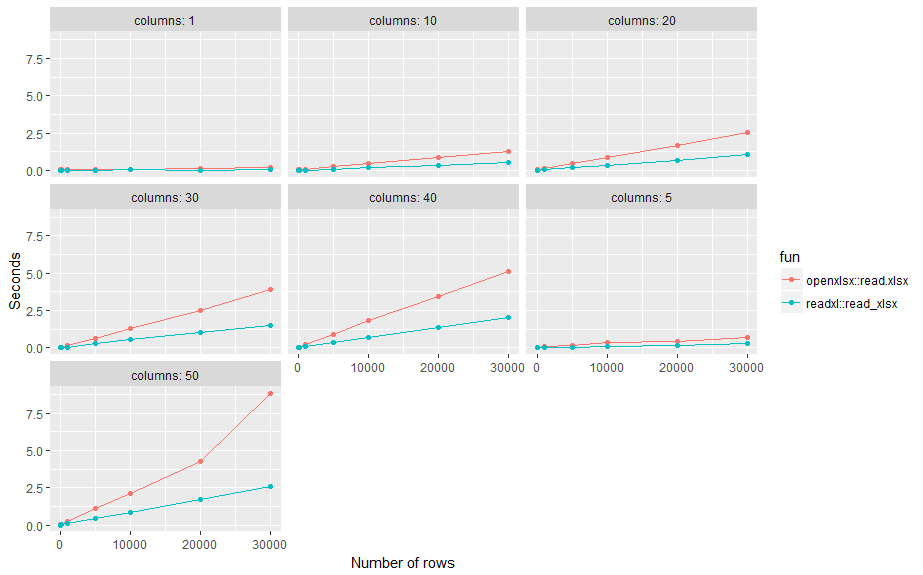 columns: 1
columns: 10
columns: 20
7.5
5.0
2.5
0.0
columns: 30
columns: 40
columns: 5
7.5
5.0
2.5
0.0
0 10000 20000 30000
0 10000 20000 30000
columns: 50
7.5
5.0
2.5
0.0
0 10000 20000 30000
Seconds
Number of rows
fun
openxlsx::read.xlsx
readxl::read_xlsx